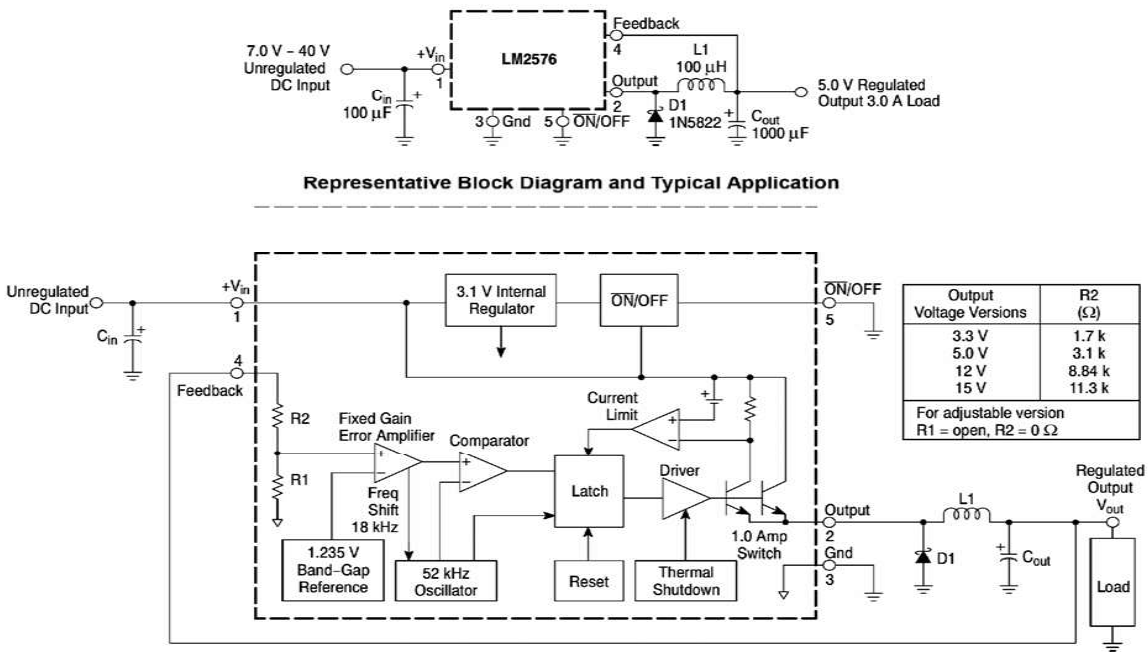 Feedback
4
L1
100 µH
7.0 V – 40 V
Unregulated
DC Input
+Vin
1
LM2576
Output
2
5.0 V Regulated
Output 3.0 A Load
Cin
100 µF
+
3
Gnd
5
ON/OFF
D1
1N5822
+
Cout
1000 µF
Representative Block Diagram and Typical Application
Unregulated
DC Input
+Vin
1
Cin
+
3.1 V Internal
Regulator
ON/OFF
ON/OFF
5
Output
Voltage Versions
R2
(Ω)
3.3 V 1.7 k
5.0 V 3.1 k
12 V 8.84 k
15 V 11.3 k
For adjustable version
R1 = open, R2 = 0 Ω
4
Feedback
R2
R1
Fixed Gain
Error Amplifier
+
–
Comparator
+
–
Current
Limit
+
–
+
Freq
Shift
18 kHz
Latch
Driver
1.0 Amp
Switch
Output
2
Gnd
3
L1
D1
+
Cout
Regulated
Output
Vout
Load
1.235 V
Band–Gap
Reference
52 kHz
Oscillator
Reset
Thermal
Shutdown